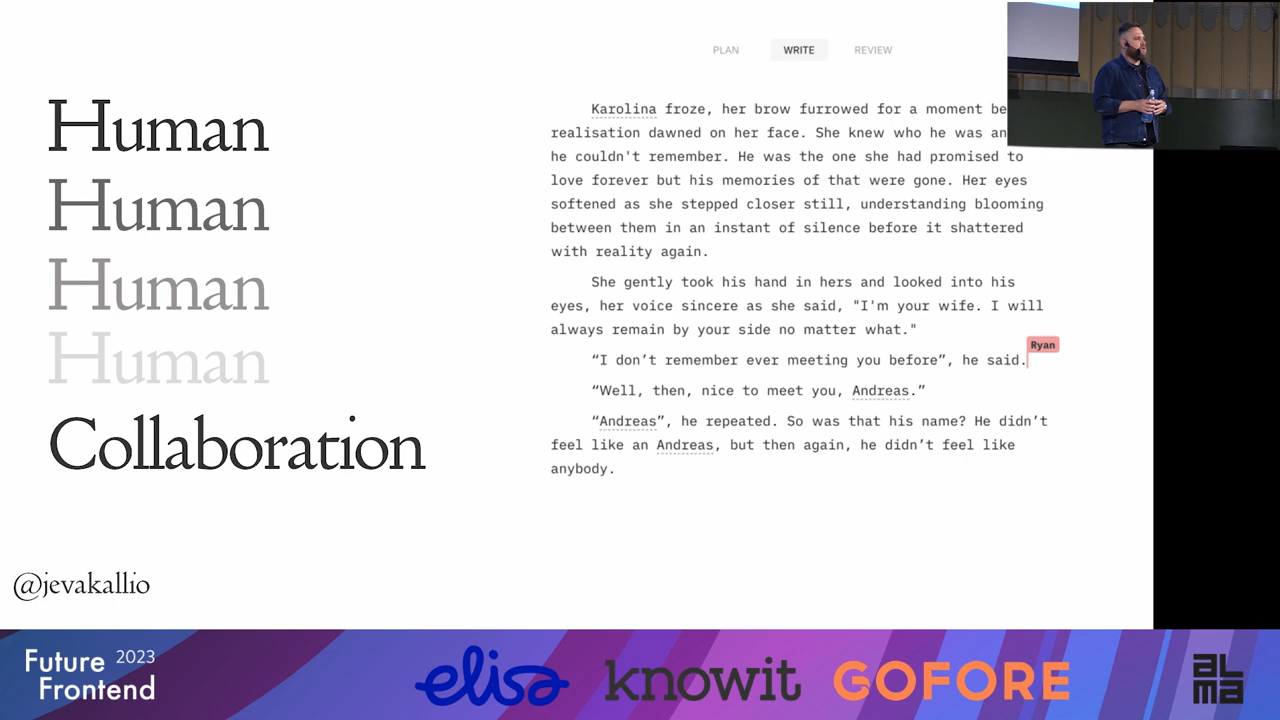 Human
Human
Human
Human
Collaboration
@jevakallio
PLAN WRITE REVIEW
Karolina froze, her brow furrowed for a moment
realisation dawned on her face. She knew who he was
he couldn't remember. He was the one she had promised to
love forever but his memories of that were gone. Her eyes
softened as she stepped closer still, understanding blooming
between them in an instant of silence before it shattered
with reality again.
She gently took his hand in hers and looked into his
eyes, her voice sincere as she said, "I'm your wife. I will
always remain by your side no matter what."
Ryan
“I don’t remember ever meeting you before”, he said.
“Well, then, nice to meet you, Andreas.”
“Andreas”, he repeated. So was that his name? He didn’t
feel like an Andreas, but then again, he didn’t feel like
anybody.
Future 2023
Frontend
elisa
knowit
GOFORE
aL
ma